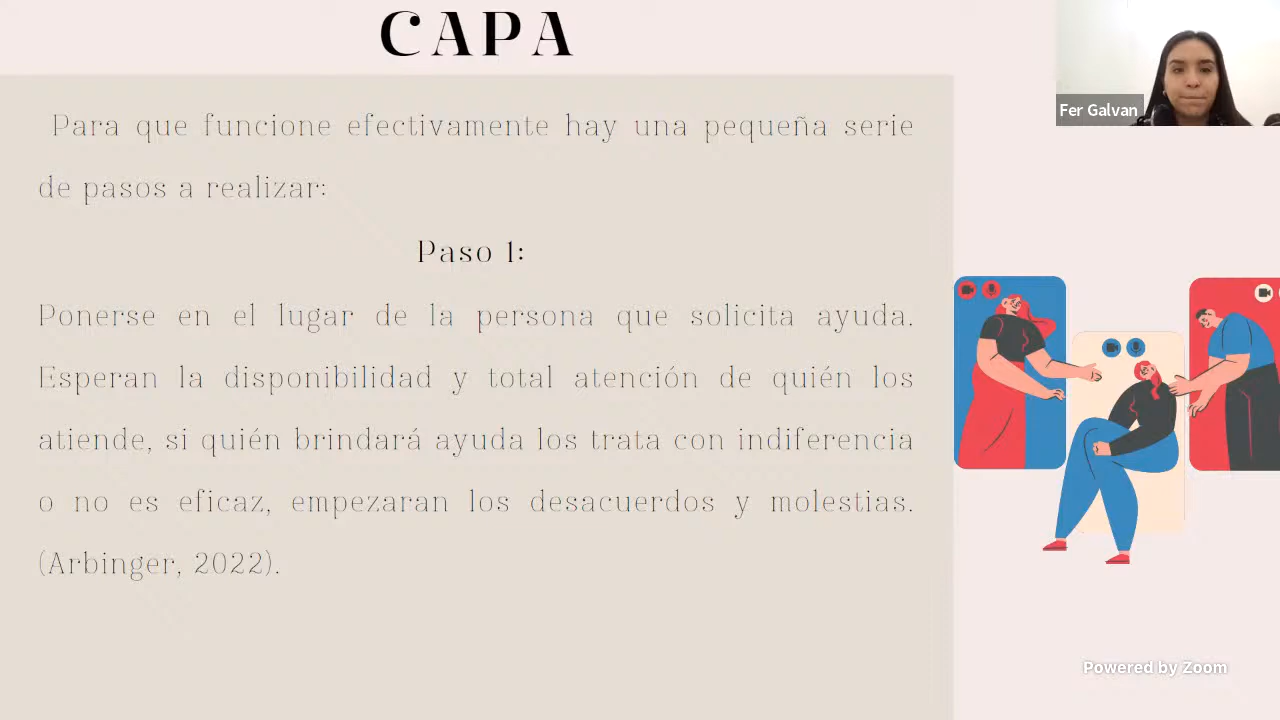 CAPA
Fer Galvan
Para que funcione efectivamente hay una pequeña serie
de pasos a realizar:
Paso 1:
Ponerse en el lugar de la persona que solicita ayuda.
Esperan la disponibilidad y total atención de quién los
atiende, si quién brindará ayuda los trata con indiferencia
o no es eficaz, empezaran los desacuerdos y molestias.
(Arbinger, 2022).
Powered by Zoom